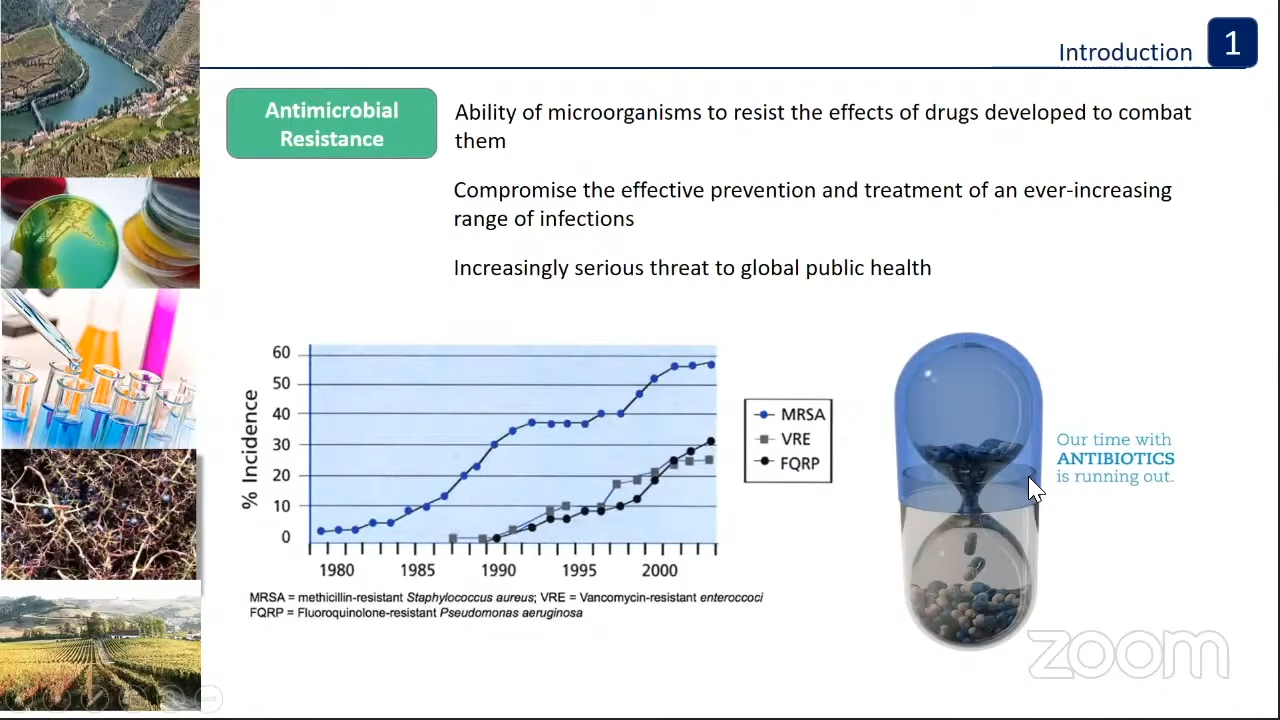 Introduction
1
Antimicrobial
Resistance
Ability of microorganisms to resist the effects of drugs developed to combat
them
Compromise the effective prevention and treatment of an ever-increasing
range of infections
Increasingly serious threat to global public health
% Incidence
60
50
40
30
20
10
0
1980 1985 1990 1995 2000
MRSA
VRE
FQRP
MRSA = methicillin-resistant Staphylococcus aureus; VRE = Vancomycin-resistant enteroccoci
FQRP = Fluoroquinolone-resistant Pseudomonas aeruginosa
Our time with
ANTIBIOTICS
is running out.
zoom